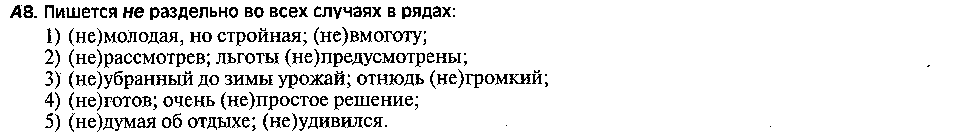 А8. Пишется не раздельно во всех случаях в рядах:
1) (не)молодая, но стройная; (не)вмоготу;
2) (не)рассмотрев; льготы (не)предусмотрены;
3) (не)убранный до зимы урожай; отнюдь (не)громкий;
4) (не)готов; очень (не)простое решение;
5) (не)думая об отдыхе; (не)удивился.